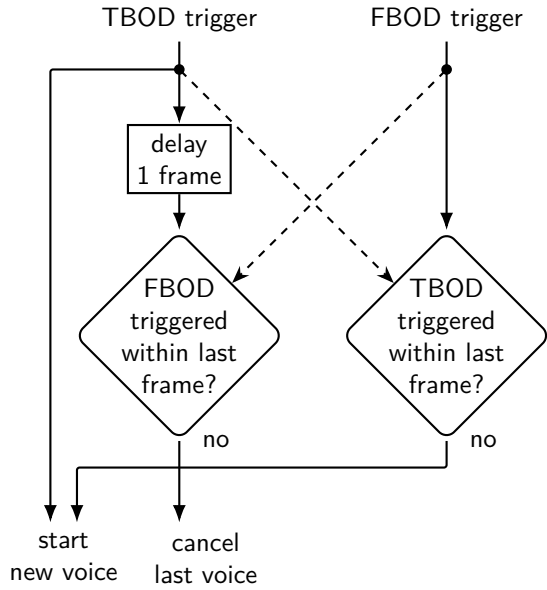 TBOD trigger
FBOD trigger
delay
1 frame
FBOD
triggered
within last
frame?
TBOD
triggered
within last
frame?
no
no
start
new voice
cancel
last voice